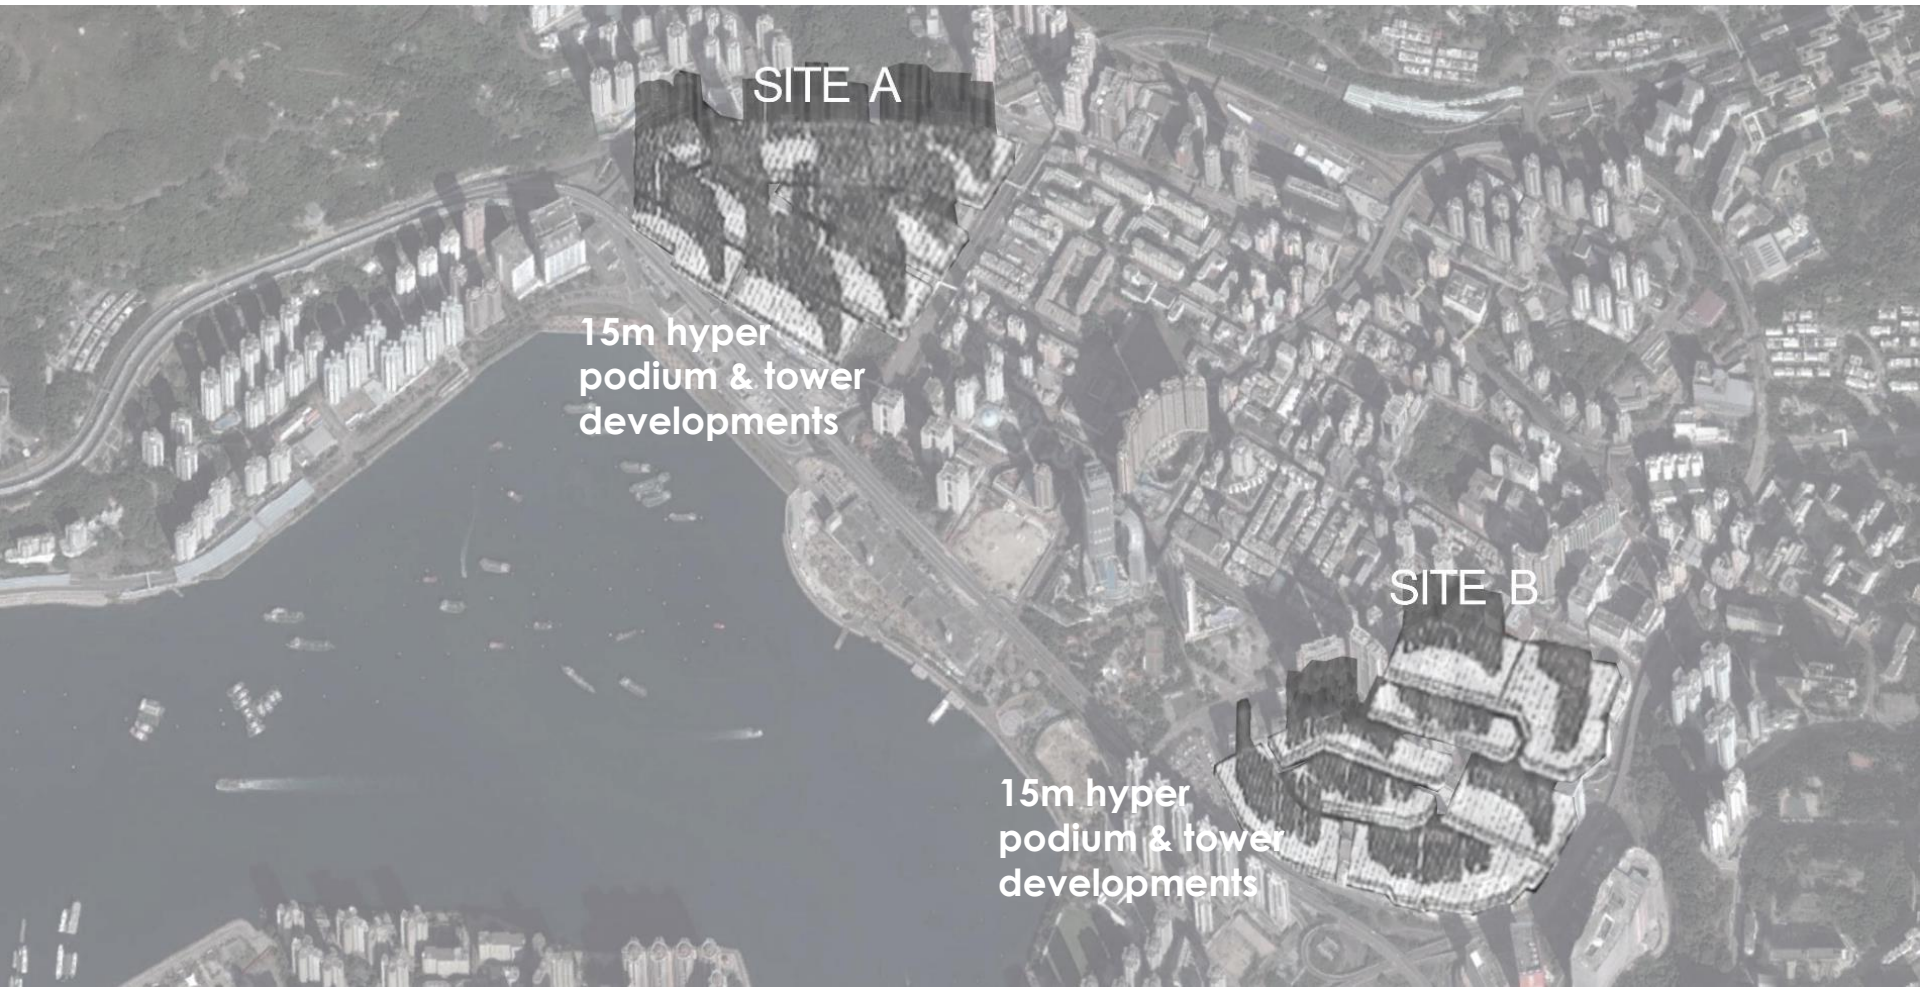 SITE A
15m hyper
podium & tower
developments
SITE B
15m hyper
podium & tower
developments